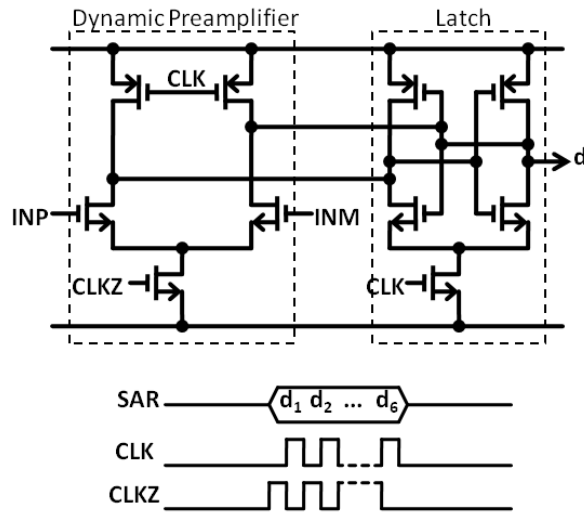 Dynamic Preamplifier Latch
CLK
d
INP INM
CLKZ CLK
SAR d₁ d₂ ... d₆
CLK
CLKZ